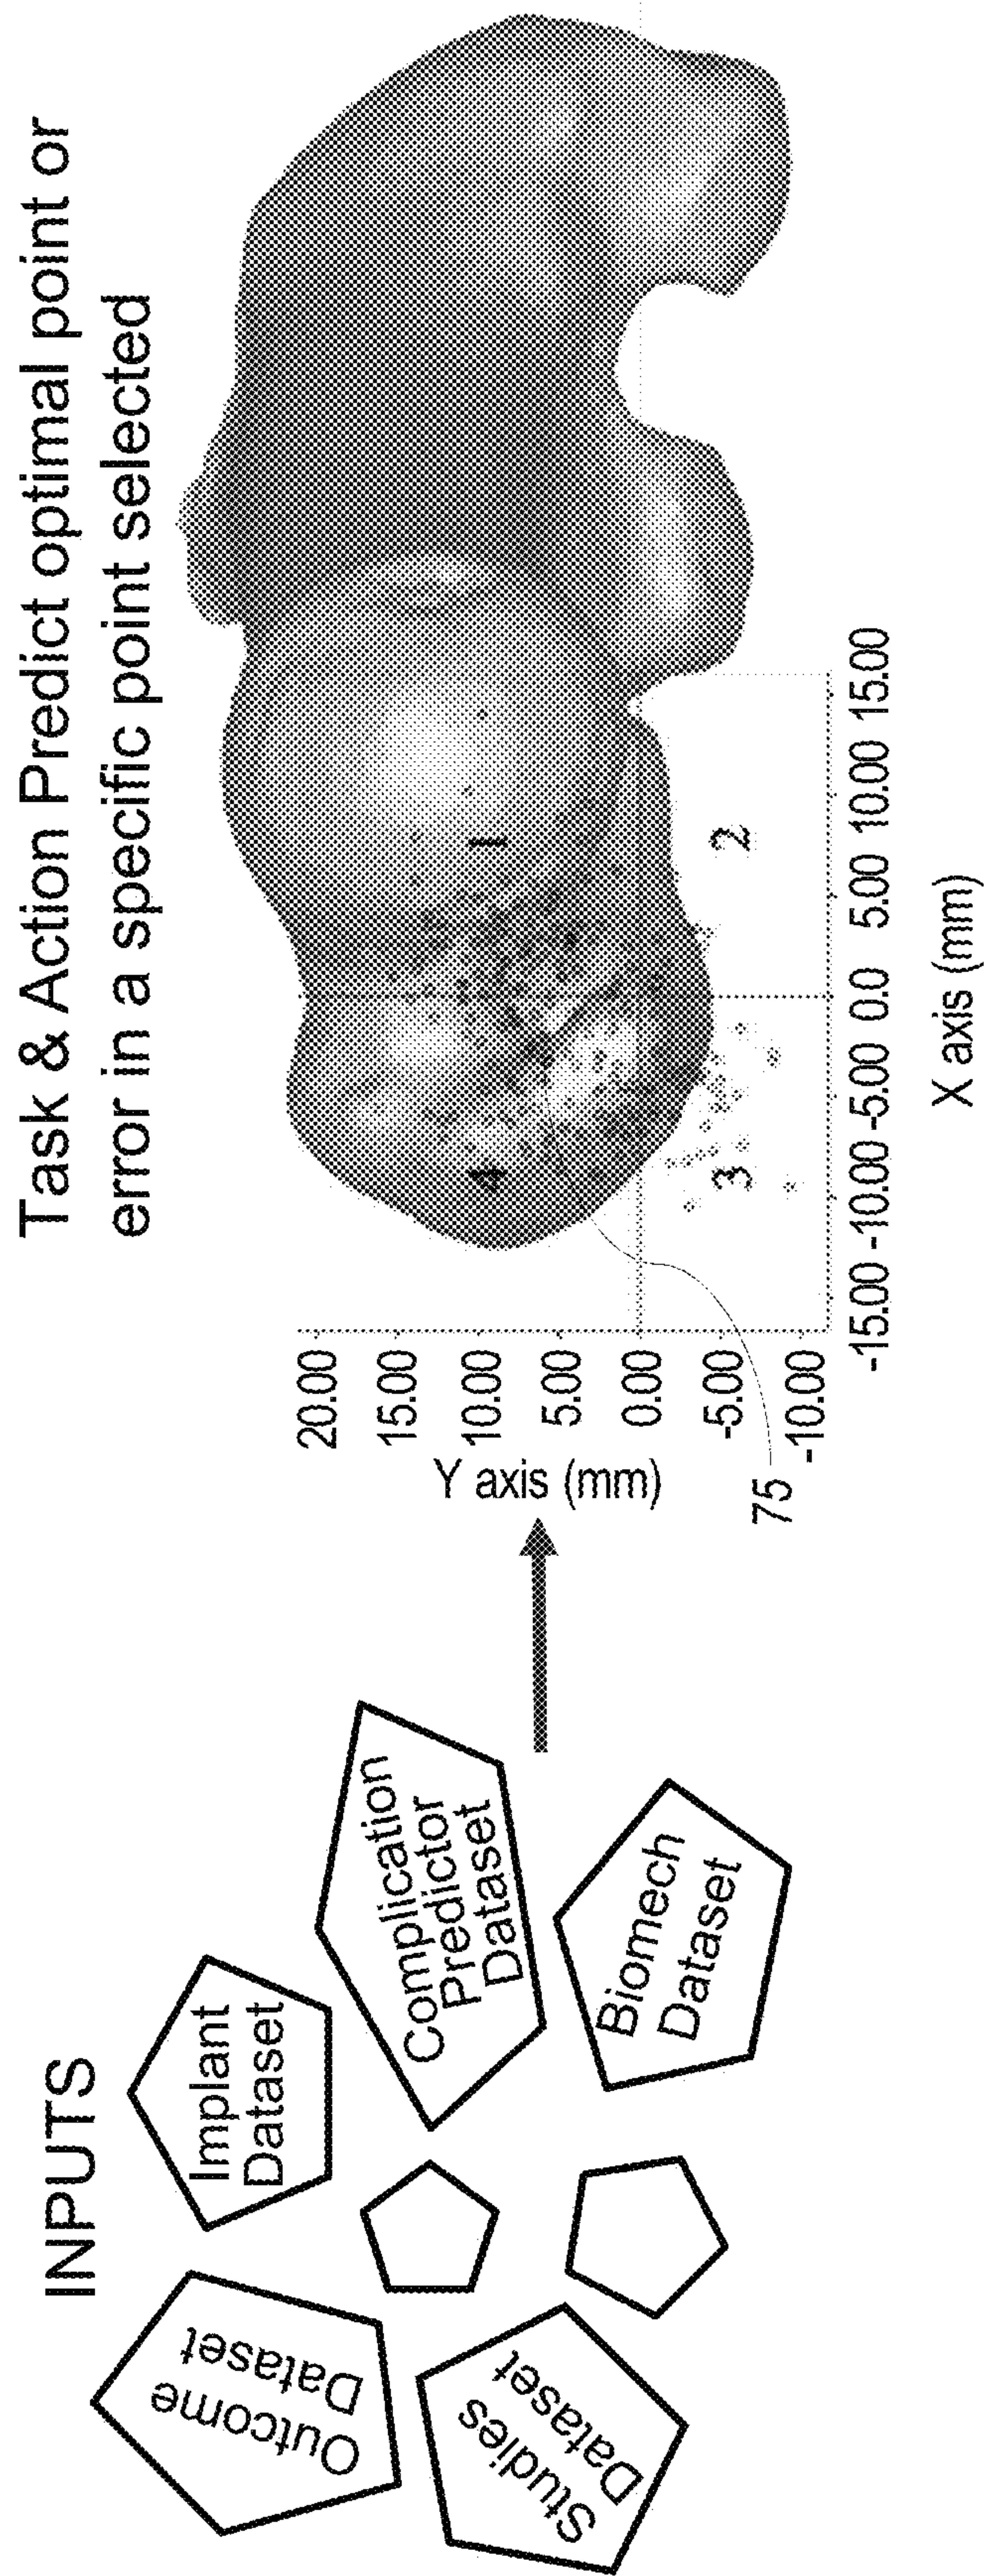 INPUTS
Outcome
Dataset
Implant
Dataset
Studies
Dataset
Complication
Predictor
Dataset
Biomech
Dataset
Task & Action Predict optimal point or
error in a specific point selected
Y axis (mm)
20.00
15.00
10.00
5.00
0.00
-5.00
-10.00
4
1
3
2
75
-15.00 -10.00 -5.00 0.0 5.00 10.00 15.00
X axis (mm)